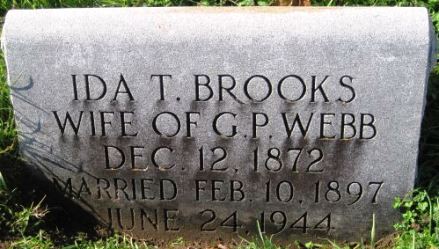 IDA T. BROOKS
WIFE OF G. P. WEBB
DEC. 12, 1872
MARRIED FEB. 10, 1897
JUNE 24, 1944